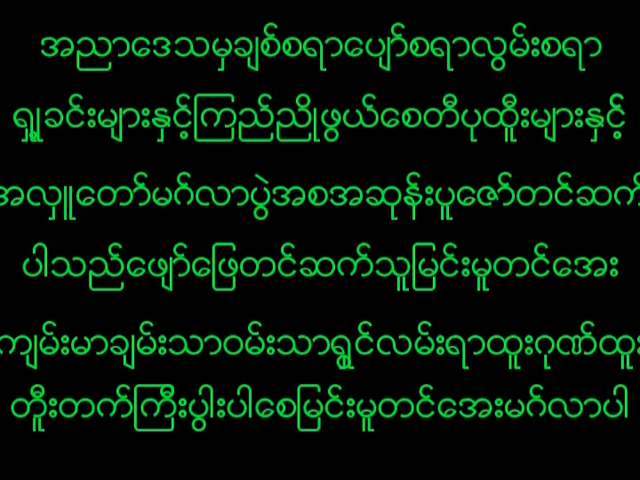 အညာဒေသမှချစ်စရာပျော်စရာလွမ်းစရာ
ရှုခင်းများနှင့်ကြည်ညိုဖွယ်စေတီပုထိူးများနှင့်
အလှူတော်မင်္ဂလာပွဲအစအဆုန်းပူဇော်တင်ဆက်
ပါသည်ဖျော်ဖြေတင်ဆက်သူမြင်းမူတင်အေး
ကျမ်းမာချမ်းသာဝမ်းသာရွှင်လမ်းရာထူးဂုဏ်ထူး
တိူးတက်ကြီးပွါးပါစေမြင်းမူတင်အေးမင်္ဂလာပါ